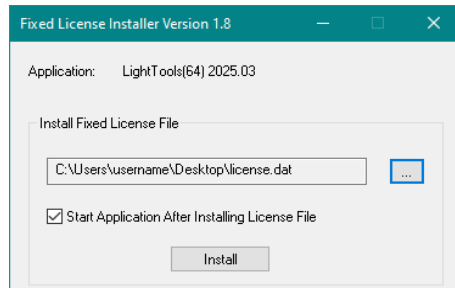 Fixed License Installer Version 1.8
Application: LightTools(64) 2025.03
Install Fixed License File
C:\Users\username\Desktop\license.dat
...
Start Application After Installing License File
Install